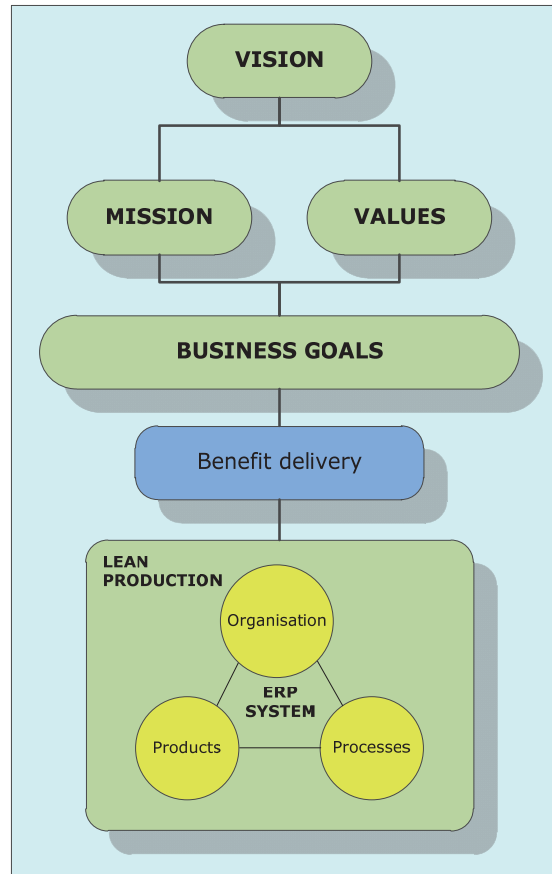 VISION
MISSION
VALUES
BUSINESS GOALS
Benefit delivery
LEAN
PRODUCTION
Organisation
ERP
SYSTEM
Products
Processes